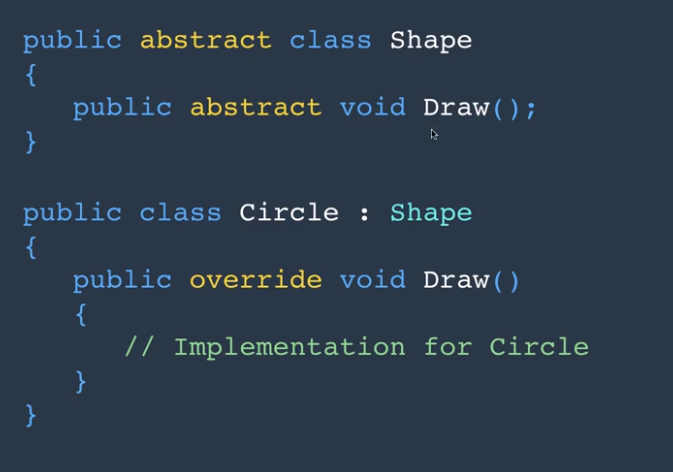 public abstract class Shape
{
public abstract void Draw();
}
public class Circle : Shape
{
public override void Draw()
{
// Implementation for Circle
}
}